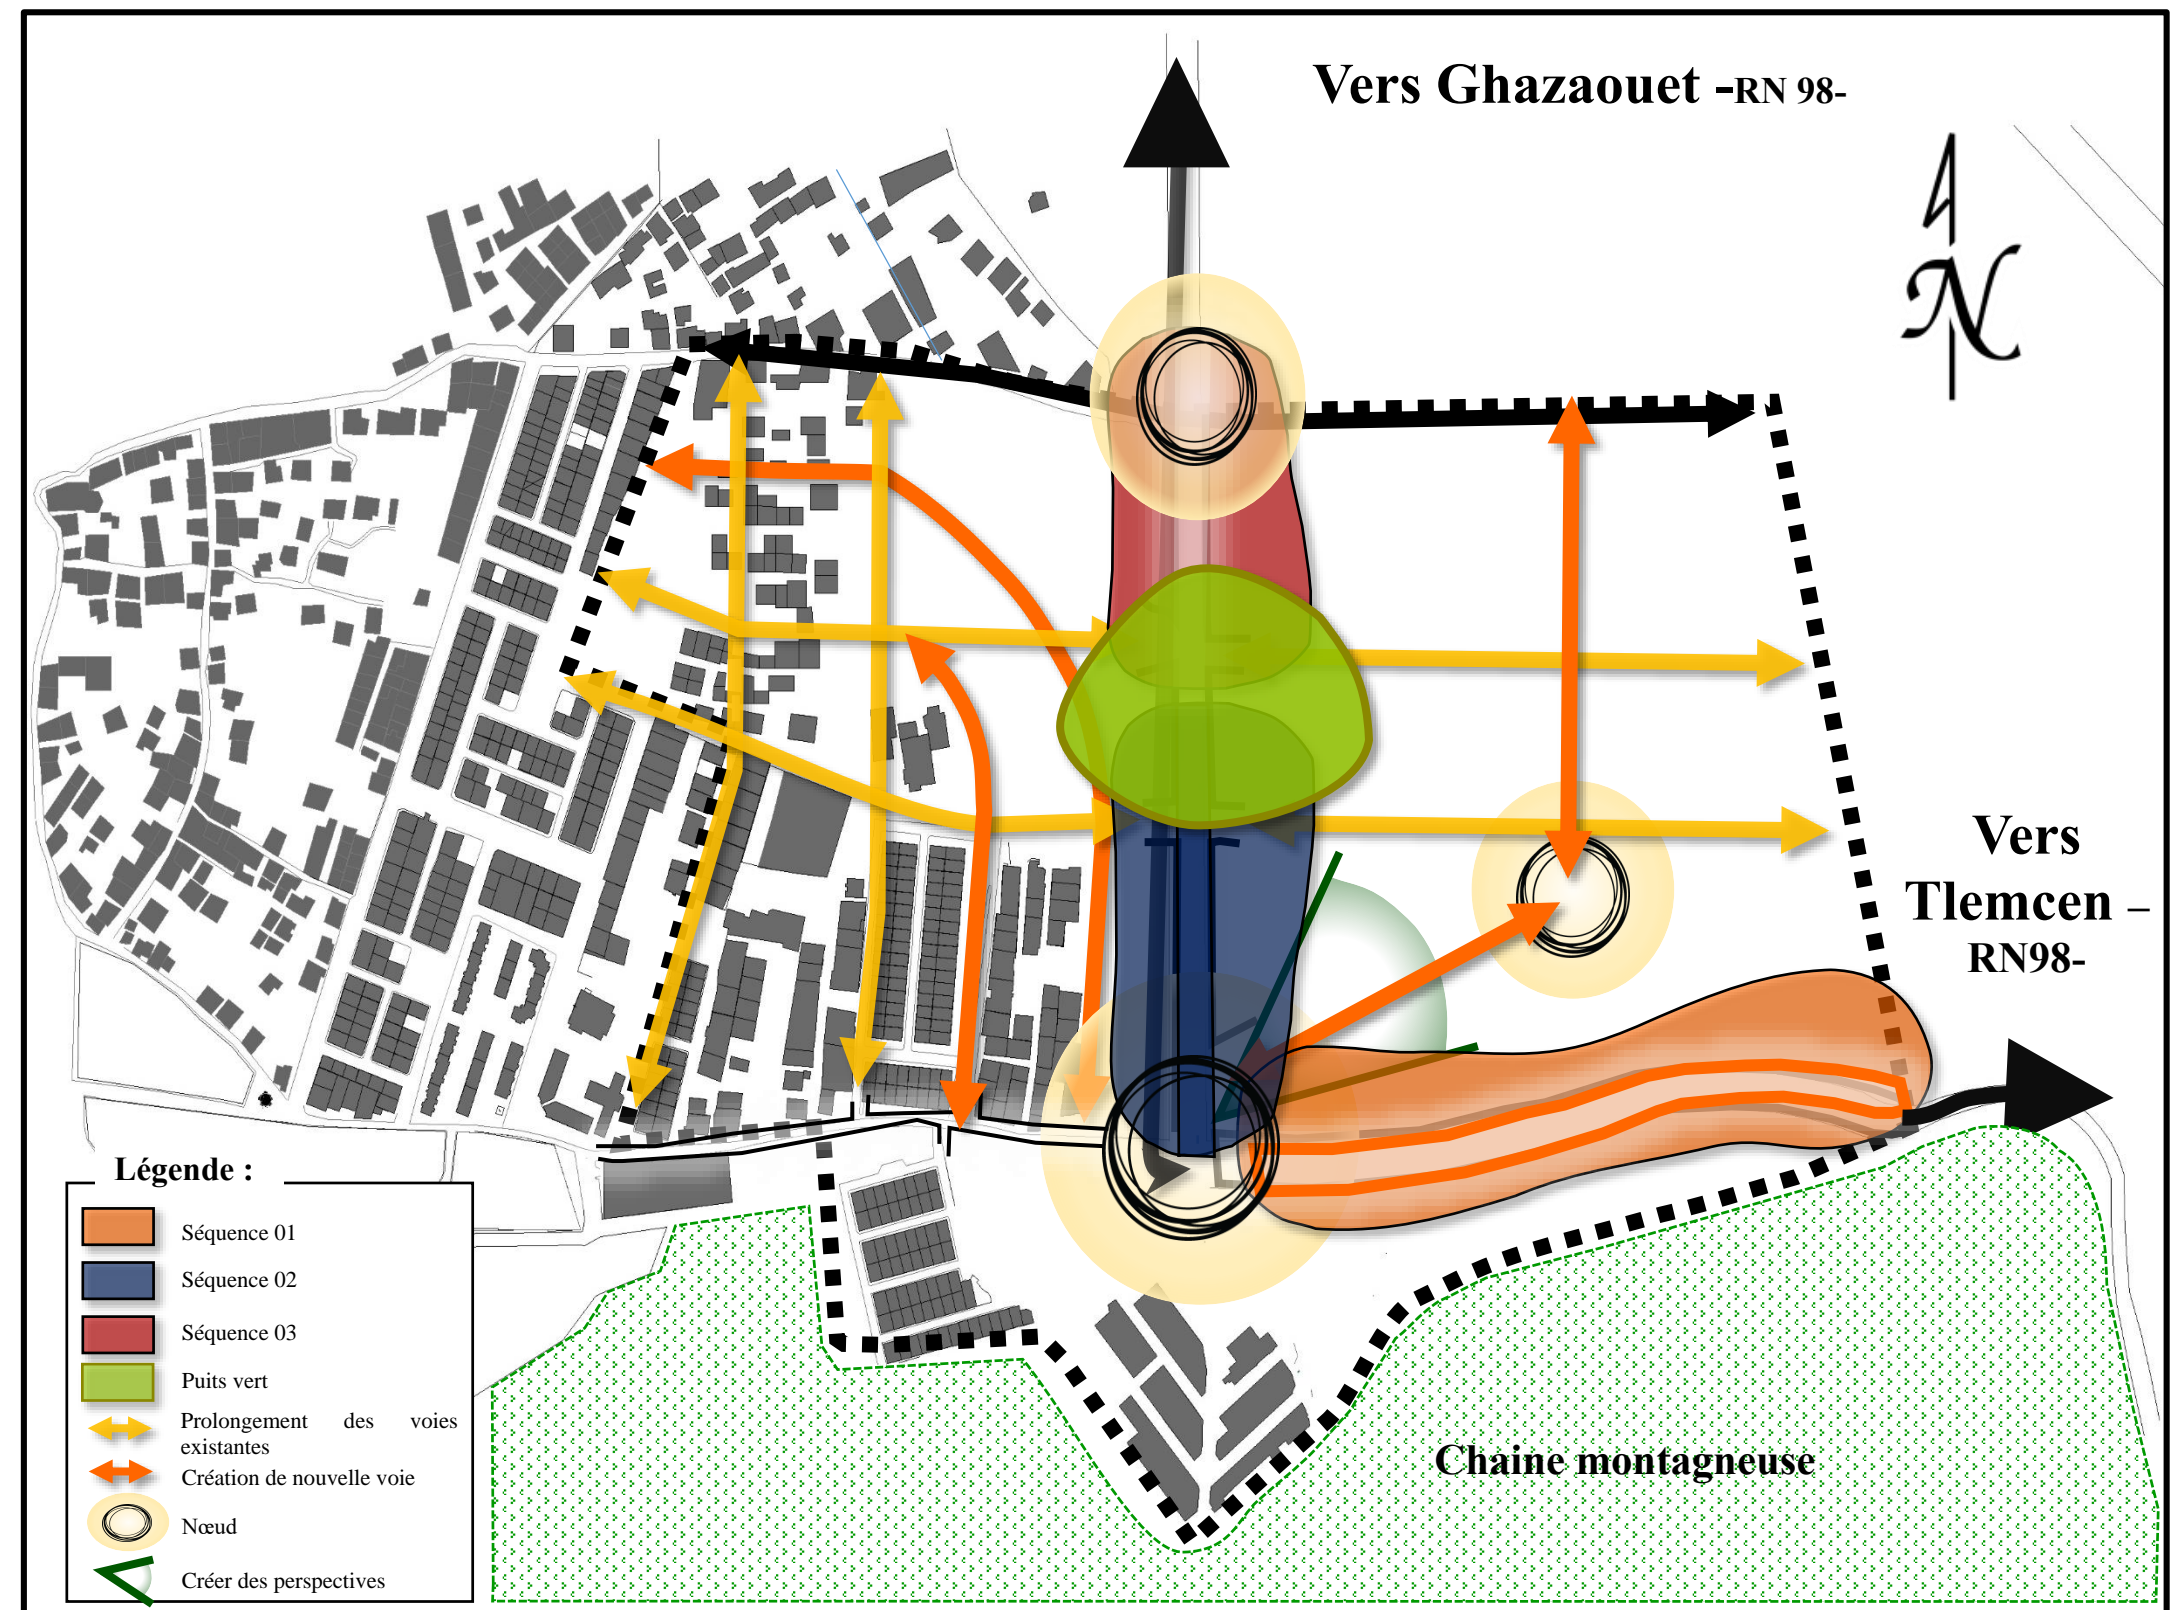 Vers Ghazaouet -RN 98-
N
Vers
Tlemcen –
RN98-
Chaine montagneuse
Légende :
Séquence 01
Séquence 02
Séquence 03
Puits vert
Prolongement des voies
existantes
Création de nouvelle voie
Nœud
Créer des perspectives